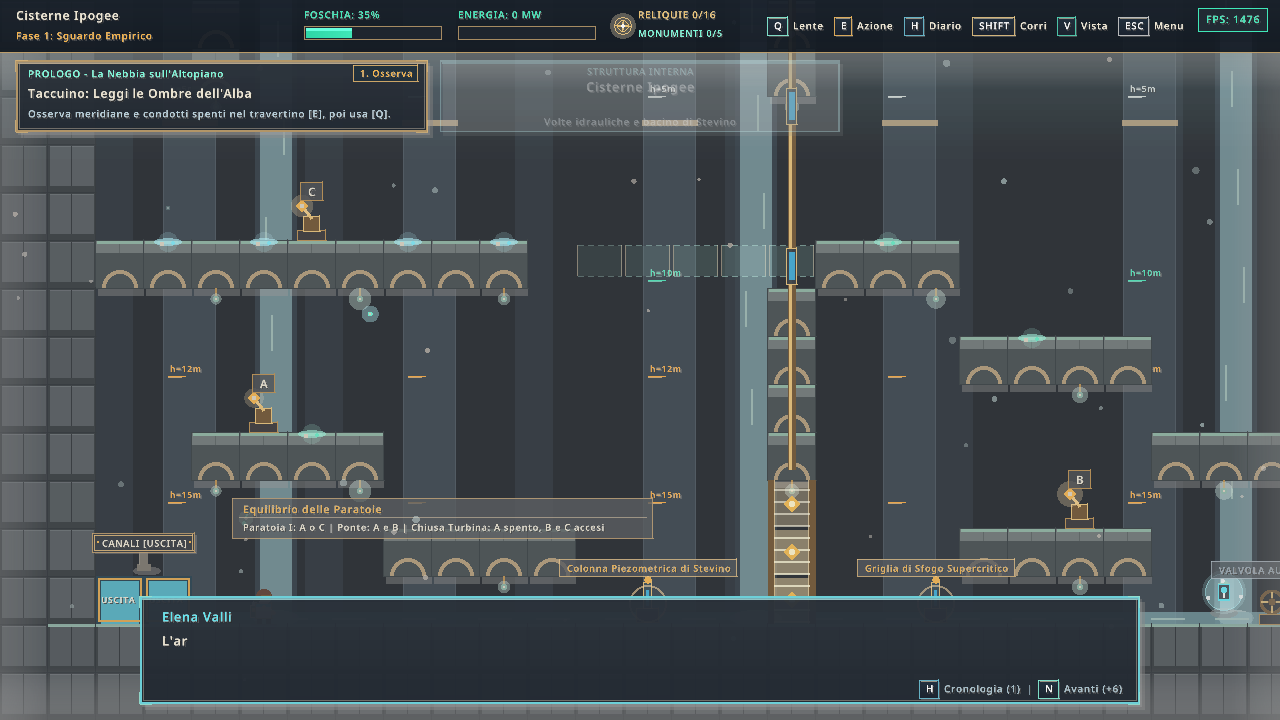 Cisterne Ipogee
Fase 1: Sguardo Empirico
FOSCHIA: 35%
ENERGIA: 0 MW
RELIQUIE 0/16
MONUMENTI 0/5
Q Lente
E Azione
H Diario
SHIFT Corri
V Vista
ESC Menu
FPS: 1476
PROLOGO - La Nebbia sull'Altopiano
1. Osserva
Taccuino: Leggi le Ombre dell'Alba
Osserva meridiane e condotti spenti nel travertino [E], poi usa [Q].
STRUTTURA INTERNA
Cisterne Ipogee
Volte idrauliche e bacino di Stevino
h=5m
h=5m
C
h=10m
h=10m
h=12m
h=12m
m
A
h=15m
h=15m
h=15m
B
Equilibrio delle Paratoie
Paratoia I: A o C | Ponte: A e B | Chiusa Turbina: A spento, B e C accesi
CANALI [USCITA]
Colonna Piezometrica di Stevino
Griglia di Sfogo Supercritico
VALVOLA AU
USCITA
Elena Valli
L'ar
H Cronologia (1) | N Avanti (+6)